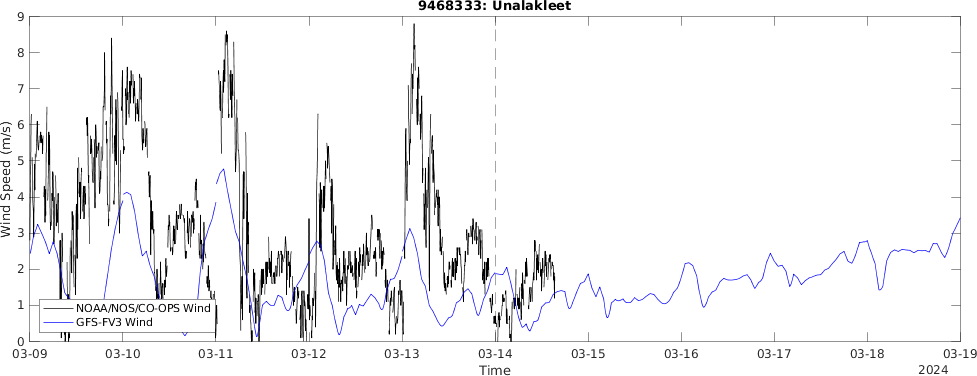 9468333: Unalakleet
Wind Speed (m/s)
9
8
7
6
5
4
3
2
1
0
NOAA/NOS/CO-OPS Wind
GFS-FV3 Wind
03-09 03-10 03-11 03-12 03-13 03-14 03-15 03-16 03-17 03-18 03-19
Time
2024